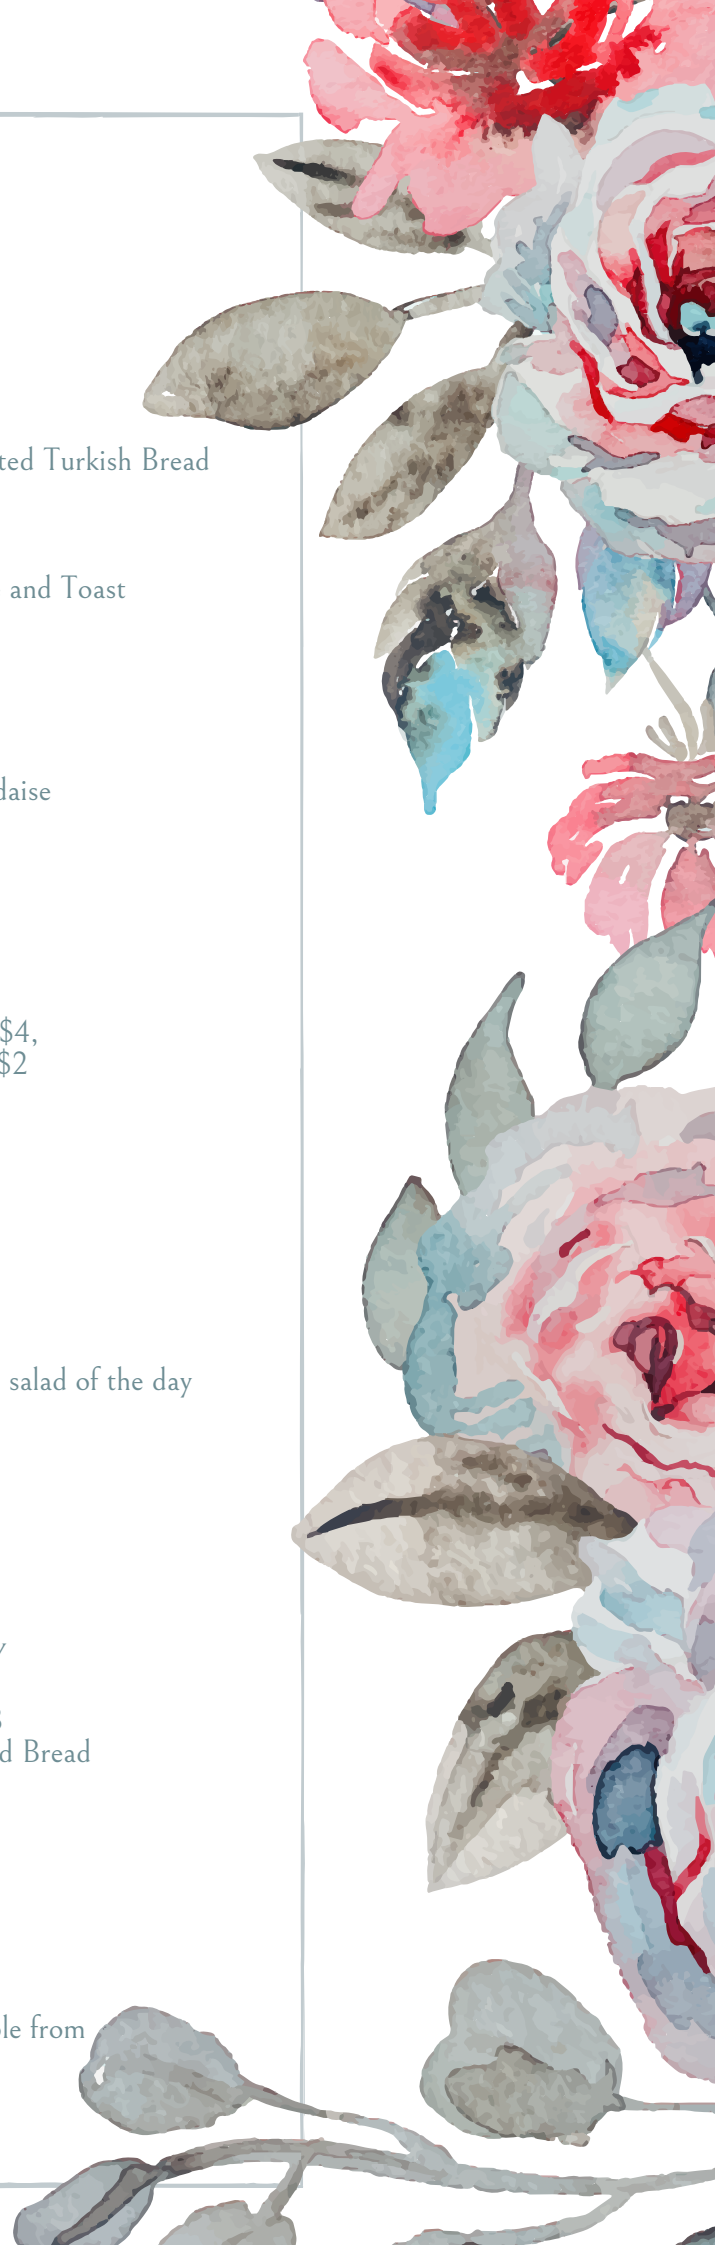 ted Turkish Bread
and Toast
daise
$4,
$2
salad of the day
y
s
d Bread
le from